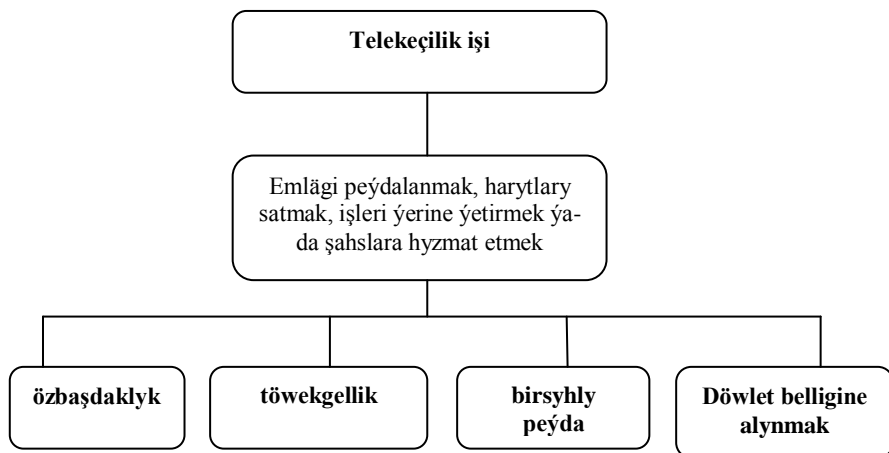 Telekeçilik işi
Emlägi peýdalanmak, harytlary
satmak, işleri ýerine ýetirmek ýa-
da şahslara hyzmat etmek
özbaşdaklyk
töwekgellik
birsyhly
peýda
Döwlet belligine
alynmak